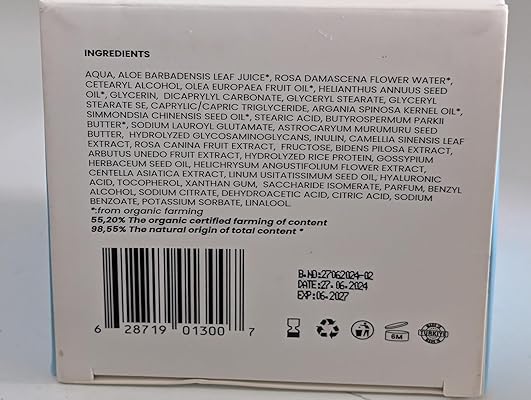 INGREDIENTS
AQUA, ALOE BARBADENSIS LEAF JUICE*, ROSA DAMASCENA FLOWER WATER*,
CETEARYL ALCOHOL, OLEA EUROPAEA FRUIT OIL*, HELIANTHUS ANNUUS SEED
OIL*, GLYCERIN, DICAPRYLYL CARBONATE, GLYCERYL STEARATE, GLYCERYL
STEARATE SE, CAPRYLIC/CAPRIC TRIGLYCERIDE, ARGANIA SPINOSA KERNEL OIL*,
SIMMONDSIA CHINENSIS SEED OIL*, STEARIC ACID, BUTYROSPERMUM PARKII
BUTTER*, SODIUM LAUROYL GLUTAMATE, ASTROCARYUM MURUMURU SEED
BUTTER, HYDROLYZED GLYCOSAMINOGLYCANS, INULIN, CAMELLIA SINENSIS LEAF
EXTRACT, ROSA CANINA FRUIT EXTRACT, FRUCTOSE, BIDENS PILOSA EXTRACT,
ARBUTUS UNEDO FRUIT EXTRACT, HYDROLYZED RICE PROTEIN, GOSSYPIUM
HERBACEUM SEED OIL, HELICHRYSUM ANGUSTIFOLIUM FLOWER EXTRACT,
CENTELLA ASIATICA EXTRACT, LINUM USITATISSIMUM SEED OIL, HYALURONIC
ACID, TOCOPHEROL, XANTHAN GUM, SACCHARIDE ISOMERATE, PARFUM, BENZYL
ALCOHOL, SODIUM CITRATE, DEHYDROACETIC ACID, CITRIC ACID, SODIUM
BENZOATE, POTASSIUM SORBATE, LINALOOL.
*:from organic farming
55,20% The organic certified farming of content
98,55% The natural origin of total content *
B.NO:27062024-02
DATE:27.06.2024
EXP:06.2027
6 28719 01300 7
6M
MADE IN
TÜRKİYE
MADE IN